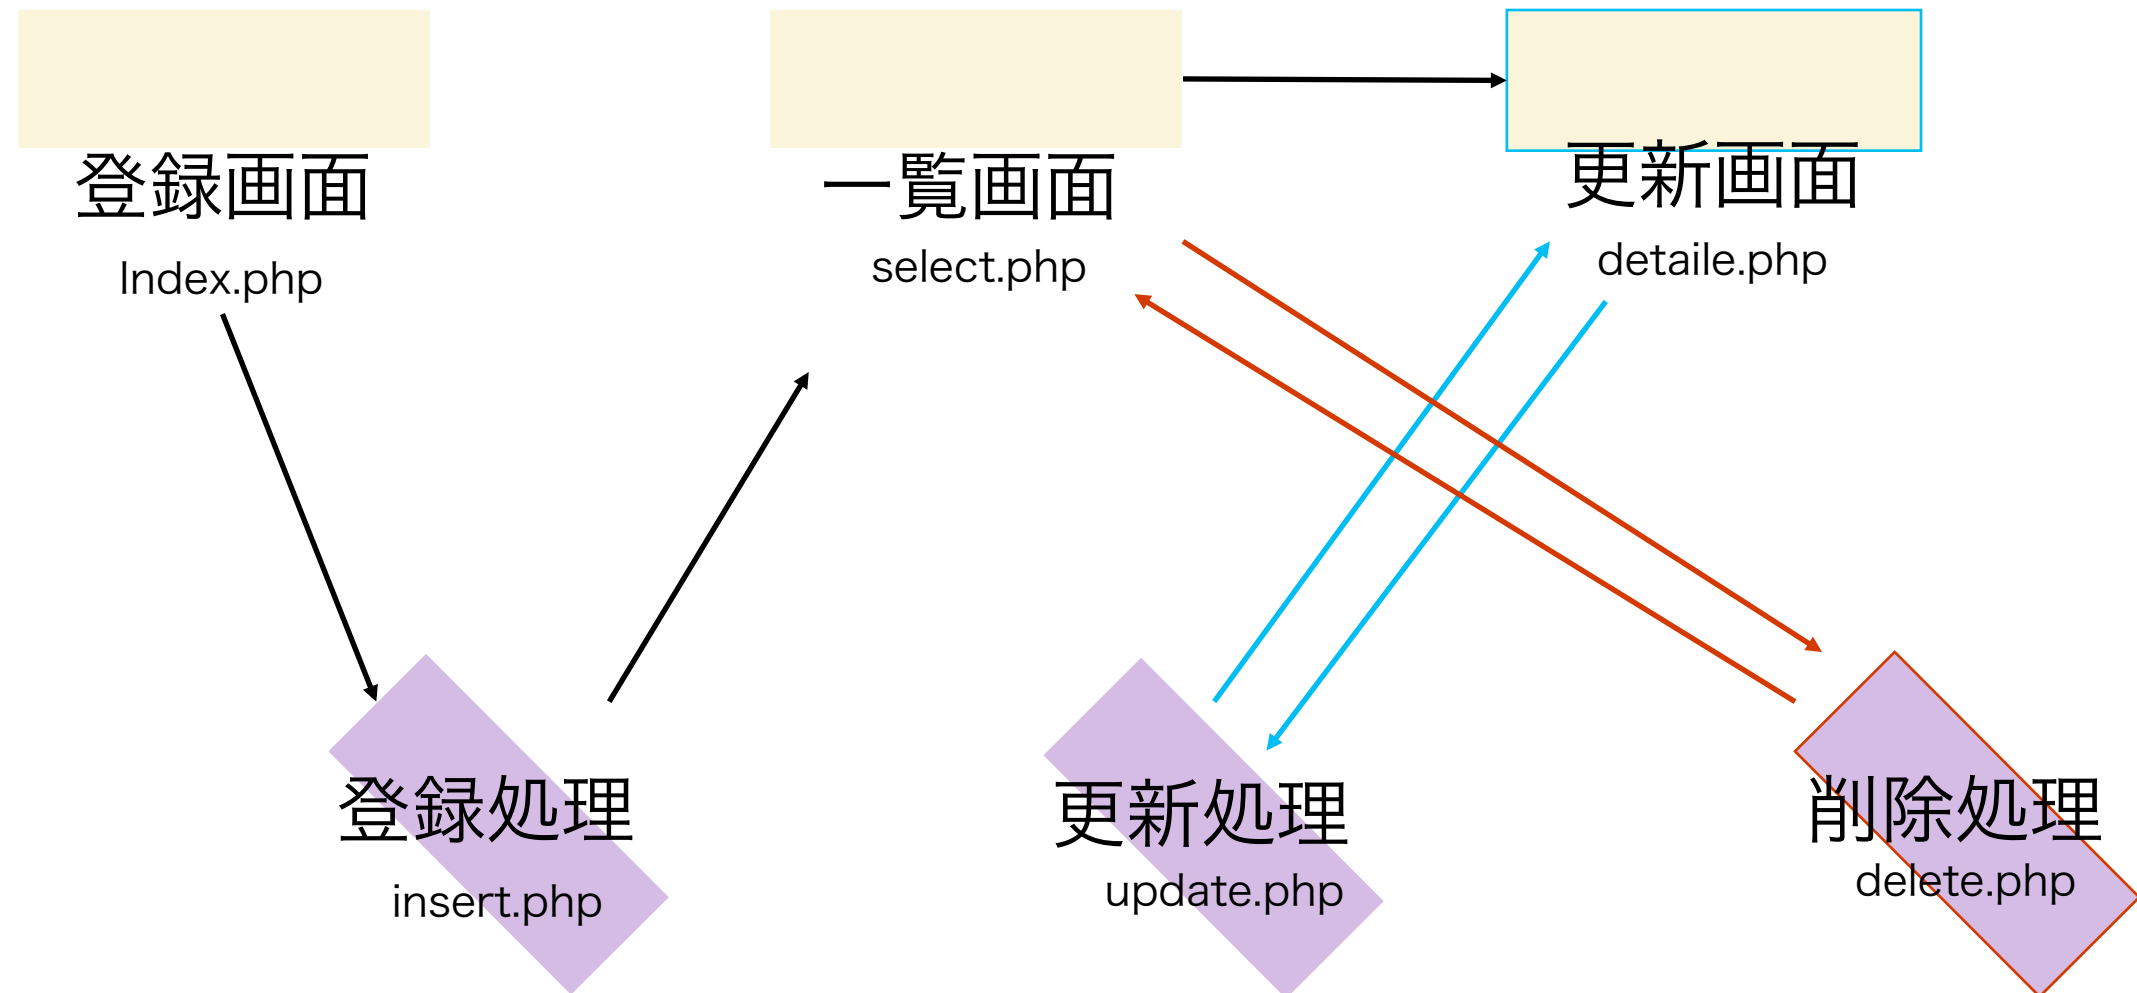 登録画面
Index.php
一覧画面
select.php
更新画面
detaile.php
登録処理
insert.php
更新処理
update.php
削除処理
delete.php